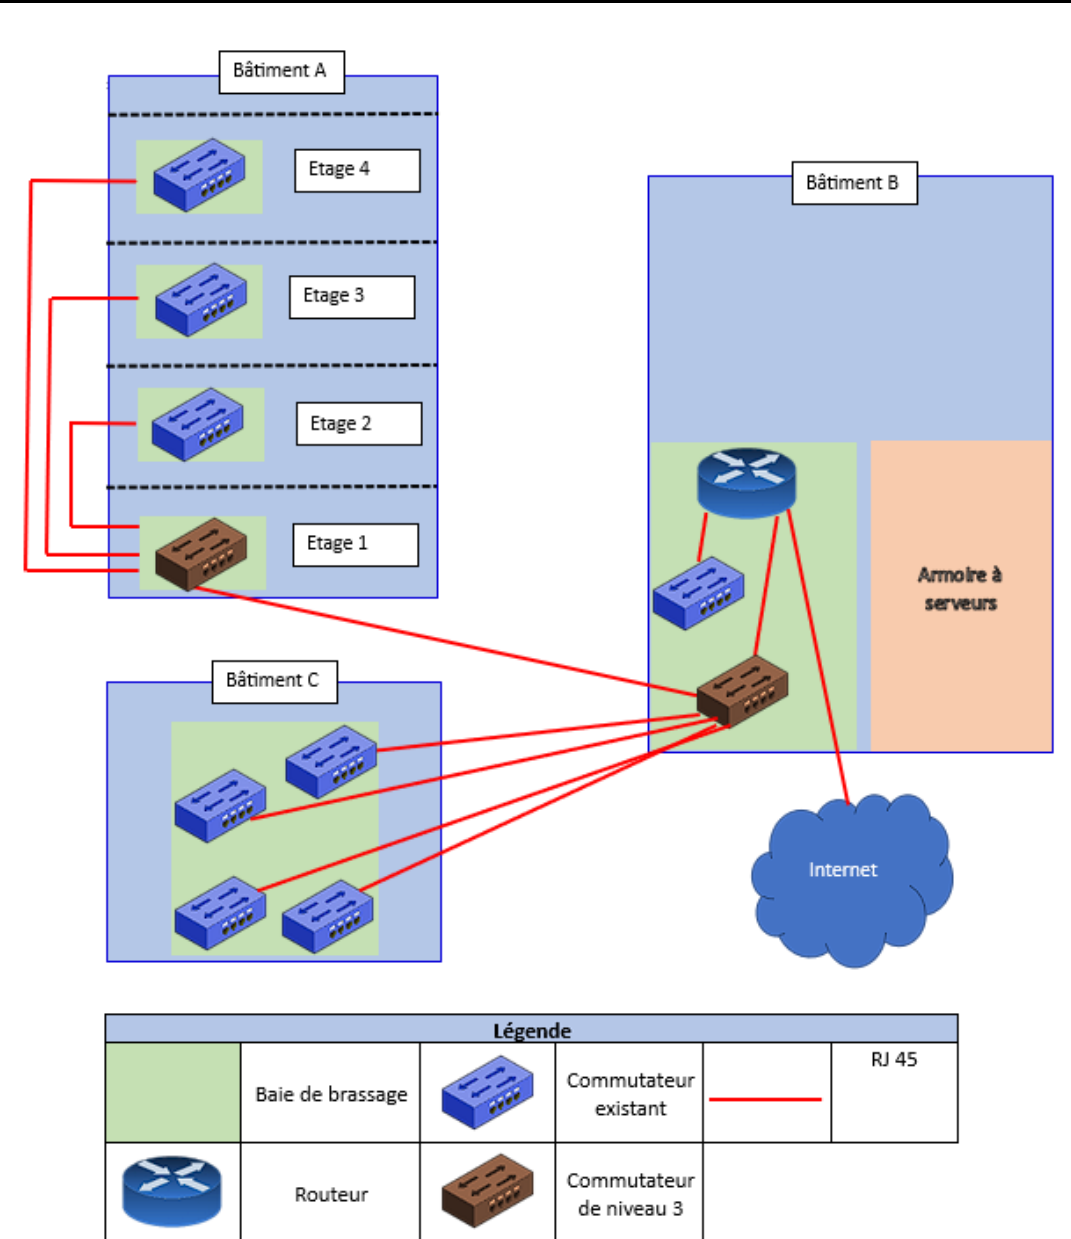 Bâtiment A
Etage 4
Bâtiment B
Etage 3
Etage 2
Etage 1
Armoire à
serveurs
Bâtiment C
Internet
Légende
Baie de brassage
Commutateur
existant
RJ 45
Routeur
Commutateur
de niveau 3